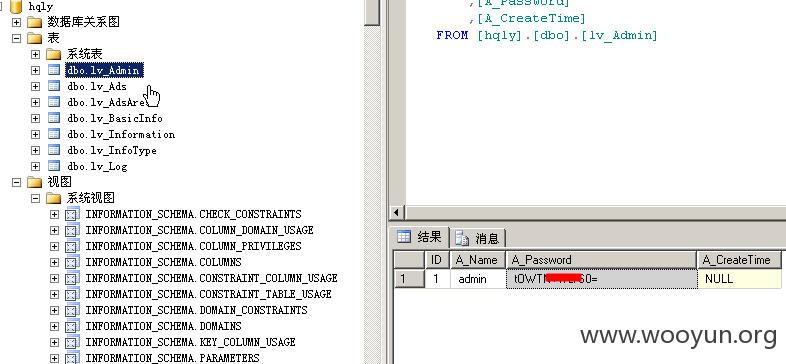 hqly
数据库关系图
表
系统表
dbo.lv_Admin
dbo.lv_Ads
dbo.lv_AdsAre
dbo.lv_BasicInfo
dbo.lv_Information
dbo.lv_InfoType
dbo.lv_Log
视图
系统视图
INFORMATION_SCHEMA.CHECK_CONSTRAINTS
INFORMATION_SCHEMA.COLUMN_DOMAIN_USAGE
INFORMATION_SCHEMA.COLUMN_PRIVILEGES
INFORMATION_SCHEMA.COLUMNS
INFORMATION_SCHEMA.CONSTRAINT_COLUMN_USAGE
INFORMATION_SCHEMA.CONSTRAINT_TABLE_USAGE
INFORMATION_SCHEMA.DOMAIN_CONSTRAINTS
INFORMATION_SCHEMA.DOMAINS
INFORMATION_SCHEMA.KEY_COLUMN_USAGE
INFORMATION_SCHEMA.PARAMETERS
,[A_Password]
,[A_CreateTime]
FROM [hqly].[dbo].[lv_Admin]
结果 消息
ID A_Name A_Password A_CreateTime
1 1 admin NULL
www.wooyun.org